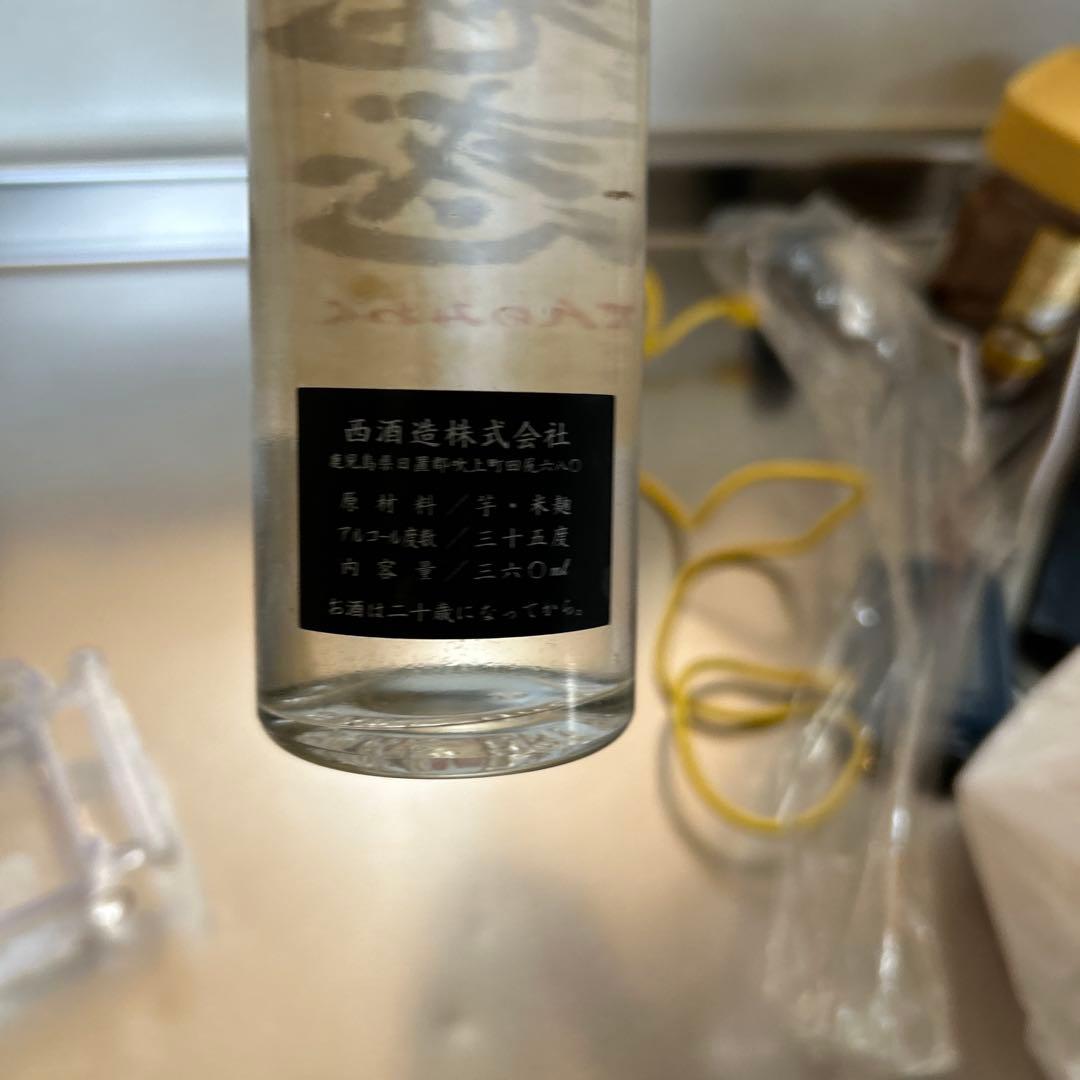 西酒造株式会社
鹿児島県日置郡吹上町田尻六八〇
原材料／芋・米麹
アルコール度数／三十五度
内容量／三六〇ml
お酒は二十歳になってから。